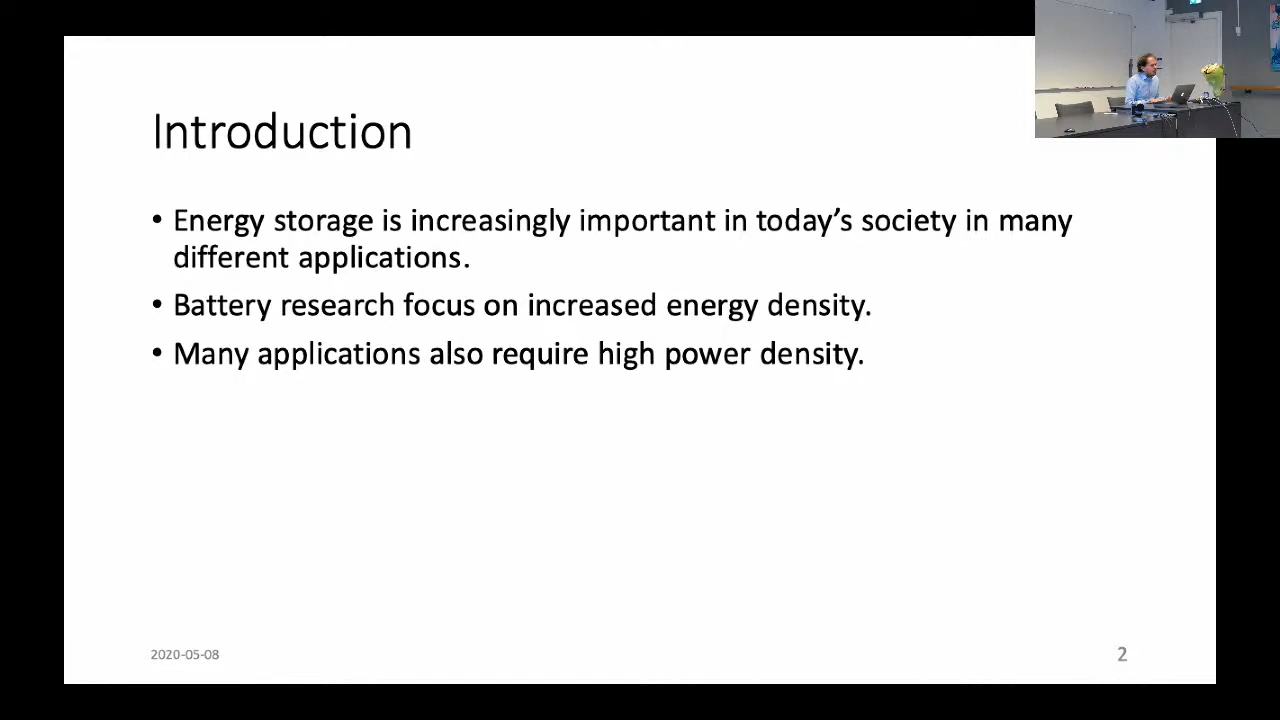 Introduction
• Energy storage is increasingly important in today’s society in many
different applications.
• Battery research focus on increased energy density.
• Many applications also require high power density.
2020-05-08
2